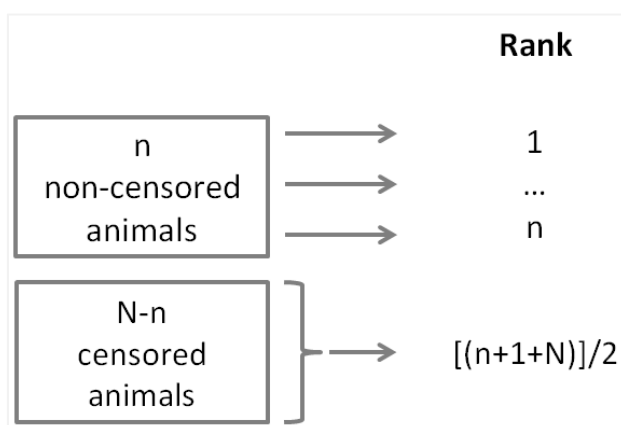 Rank
n
non-censored
animals
1
...
n
N-n
censored
animals
[(n+1+N)]/2